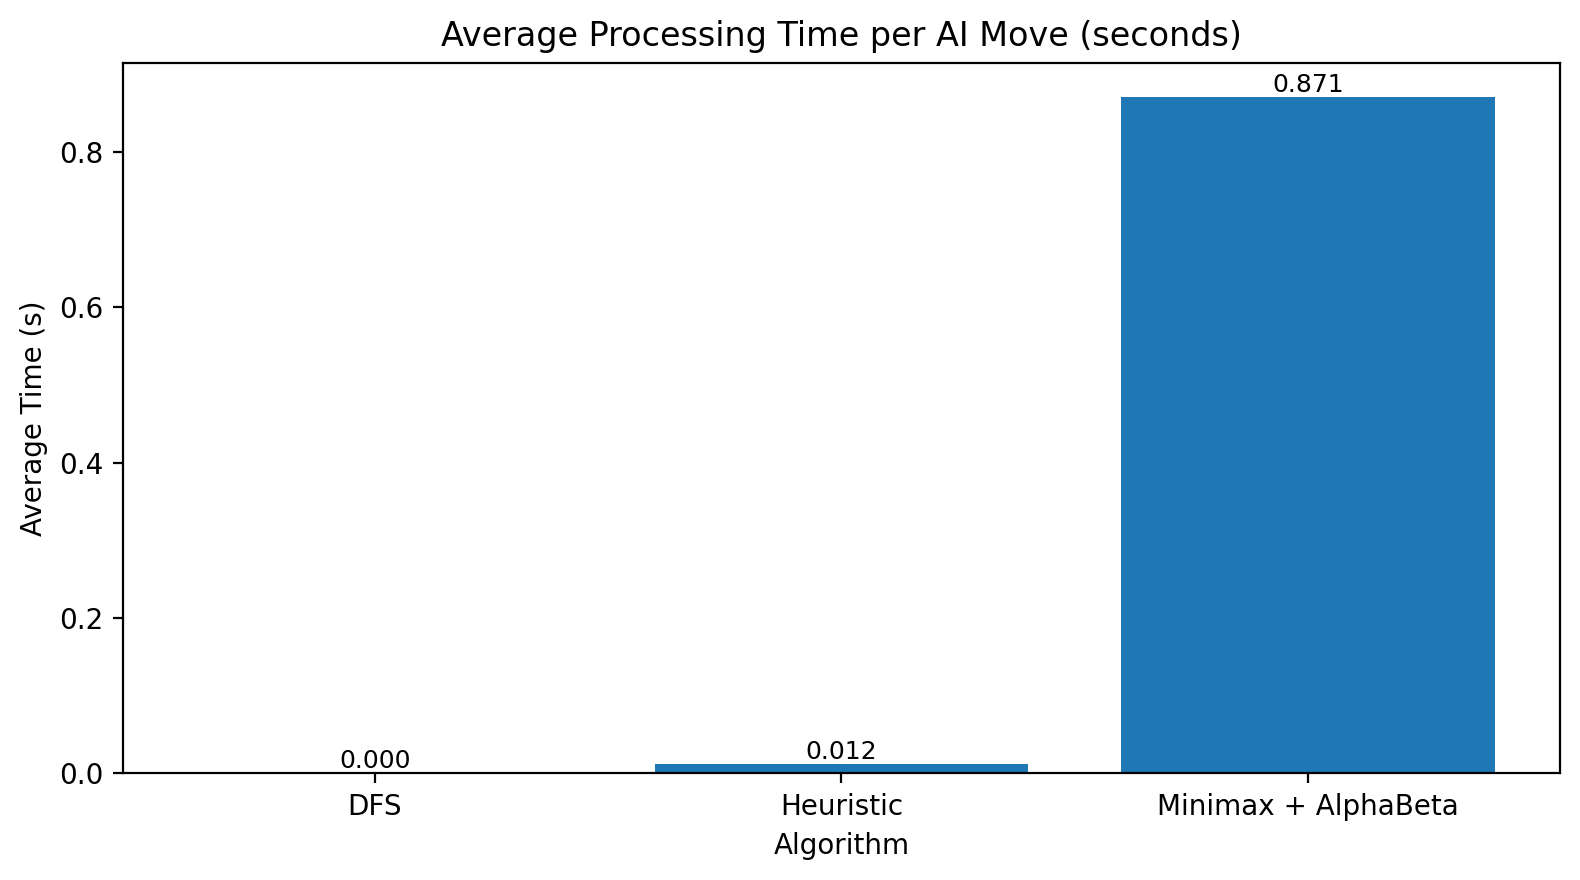 Average Processing Time per AI Move (seconds)
Average Time (s)
0.8
0.6
0.4
0.2
0.0
0.000
0.012
0.871
DFS
Heuristic
Minimax + AlphaBeta
Algorithm